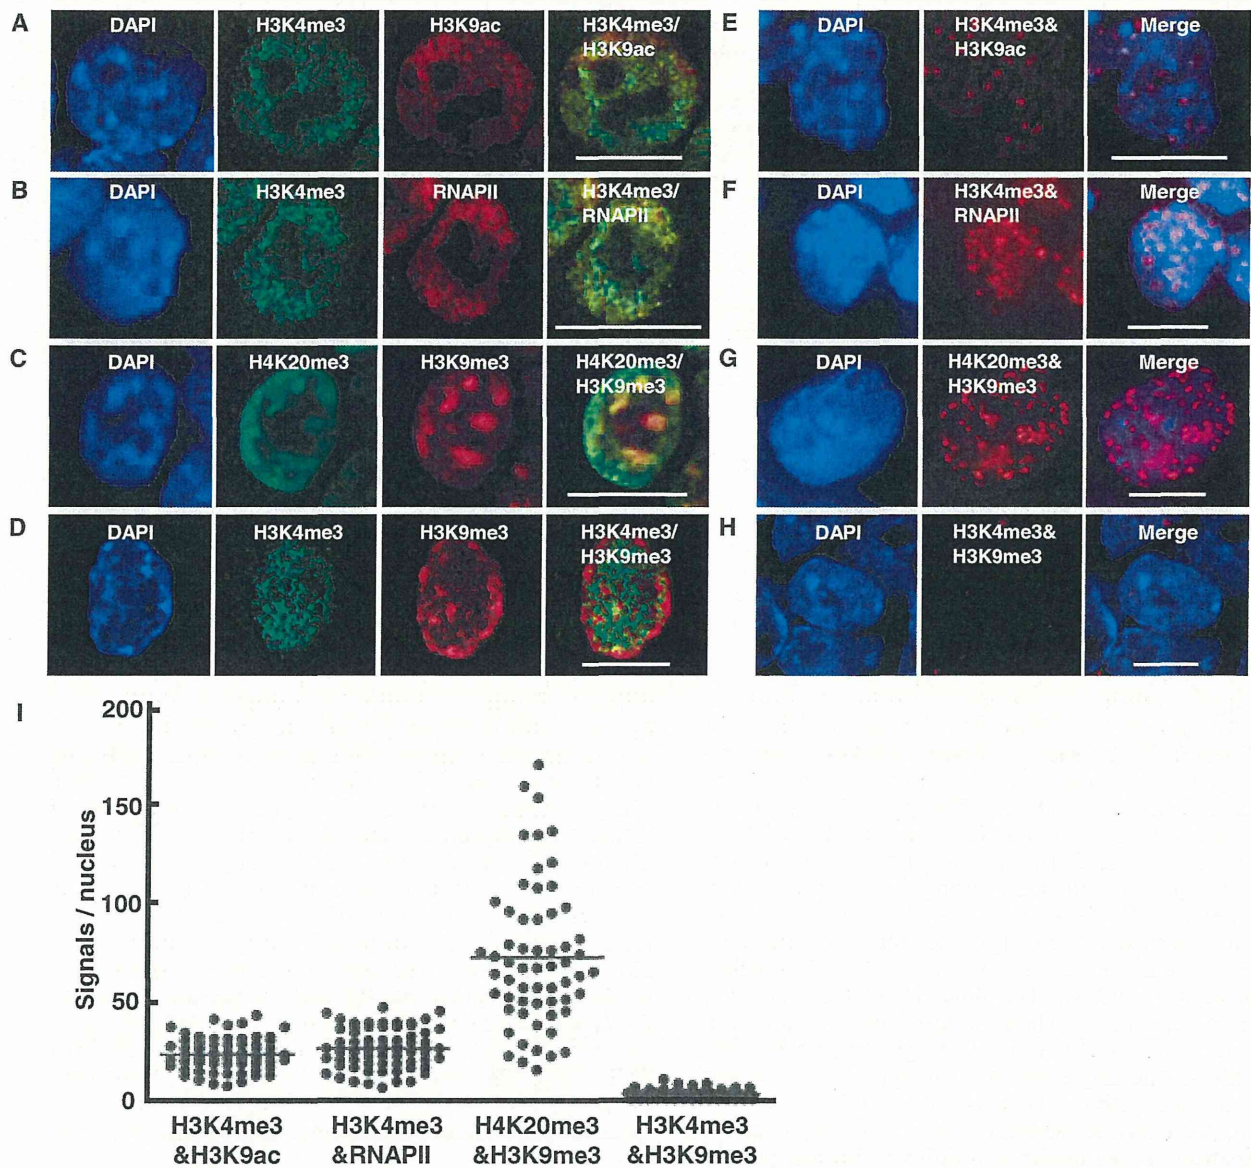 A
DAPI
H3K4me3
H3K9ac
H3K4me3/
H3K9ac
E
DAPI
H3K4me3&
H3K9ac
Merge
B
DAPI
H3K4me3
RNAPII
H3K4me3/
RNAPII
F
DAPI
H3K4me3&
RNAPII
Merge
C
DAPI
H4K20me3
H3K9me3
H4K20me3/
H3K9me3
G
DAPI
H4K20me3&
H3K9me3
Merge
D
DAPI
H3K4me3
H3K9me3
H3K4me3/
H3K9me3
H
DAPI
H3K4me3&
H3K9me3
Merge
I
Signals / nucleus
200
150
100
50
0
H3K4me3
&H3K9ac
H3K4me3
&RNAPII
H4K20me3
&H3K9me3
H3K4me3
&H3K9me3